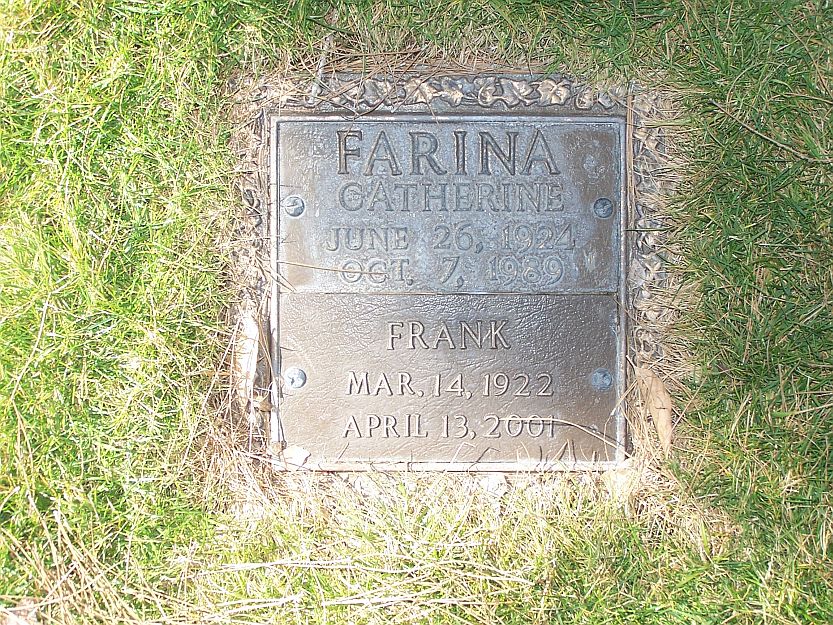 FARINA
CATHERINE
JUNE 26, 1924
OCT. 7, 1989
FRANK
MAR. 14, 1922
APRIL 13, 2001